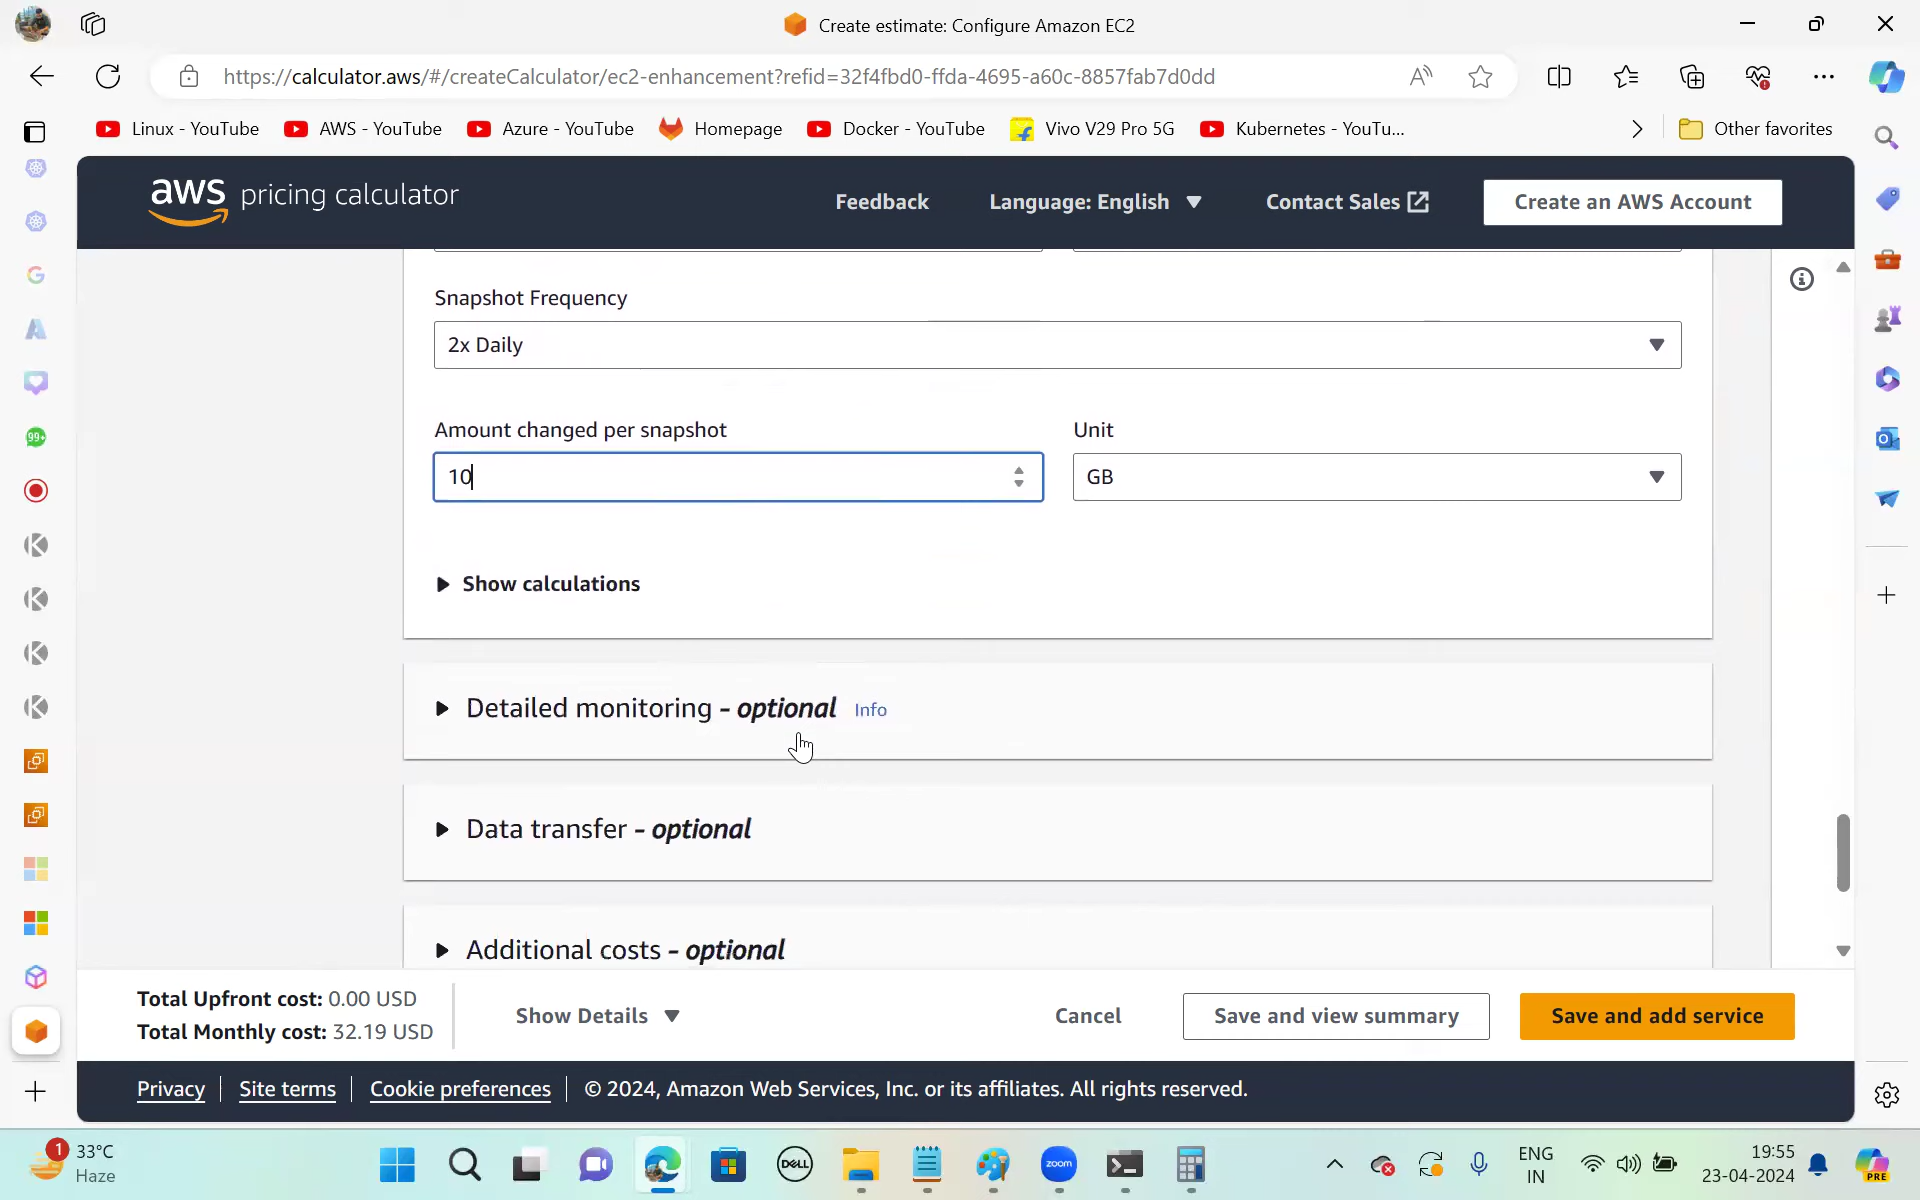 Create estimate: Configure Amazon EC2
https://calculator.aws/#/createCalculator/ec2-enhancement?refid=32f4fbd0-ffda-4695-a60c-8857fab7d0dd
Linux - YouTube
AWS - YouTube
Azure - YouTube
Homepage
Docker - YouTube
Vivo V29 Pro 5G
Kubernetes - YouTu...
Other favorites
aws pricing calculator
Feedback
Language: English
Contact Sales
Create an AWS Account
Snapshot Frequency
2x Daily
Amount changed per snapshot
Unit
10
GB
Show calculations
Detailed monitoring - optional Info
Data transfer - optional
Additional costs - optional
Total Upfront cost: 0.00 USD
Total Monthly cost: 32.19 USD
Show Details
Cancel
Save and view summary
Save and add service
Privacy
Site terms
Cookie preferences
© 2024, Amazon Web Services, Inc. or its affiliates. All rights reserved.
99+
1
33°C
Haze
DELL
zoom
ENG
IN
19:55
23-04-2024
PRE